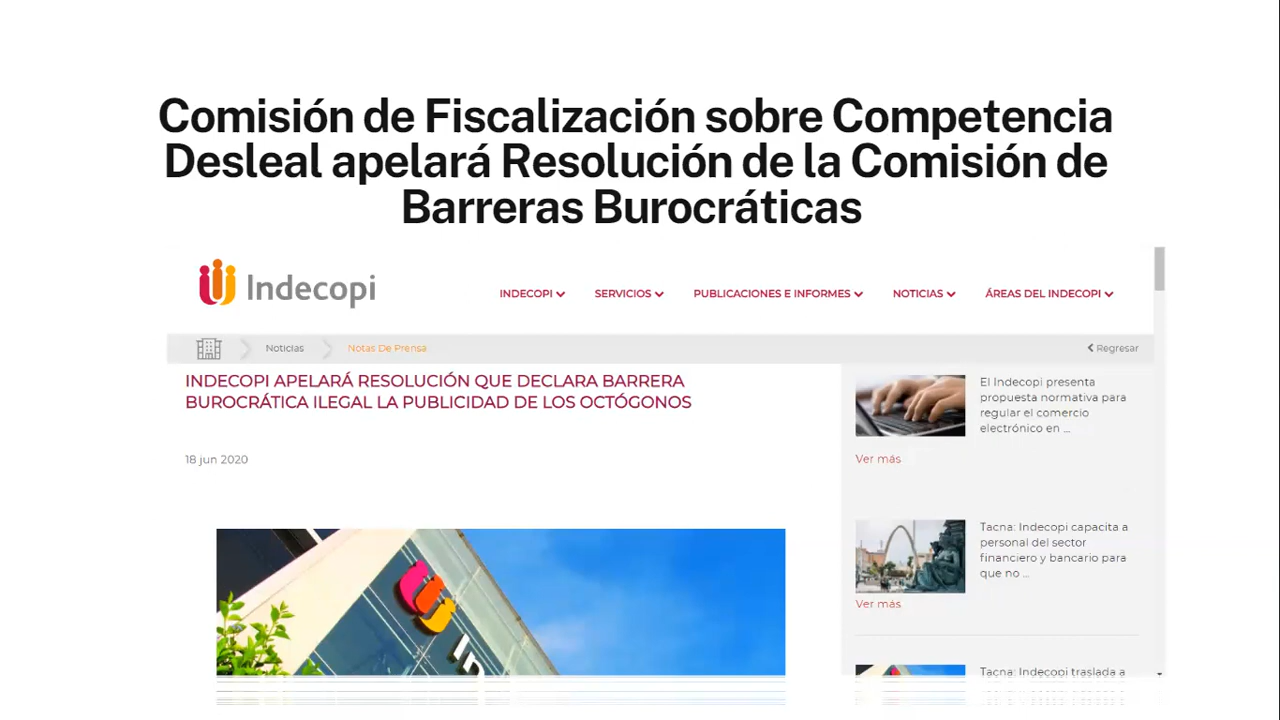 Comisión de Fiscalización sobre Competencia
Desleal apelará Resolución de la Comisión de
Barreras Burocráticas
Indecopi
INDECOPI SERVICIOS PUBLICACIONES E INFORMES NOTICIAS ÁREAS DEL INDECOPI
Noticias Notas De Prensa Regresar
INDECOPI APELARÁ RESOLUCIÓN QUE DECLARA BARRERA
BUROCRÁTICA ILEGAL LA PUBLICIDAD DE LOS OCTÓGONOS
18 jun 2020
El Indecopi presenta
propuesta normativa para
regular el comercio
electrónico en ...
Ver más
Tacna: Indecopi capacita a
personal del sector
financiero y bancario para
que no ...
Ver más
Tacna: Indecopi traslada a